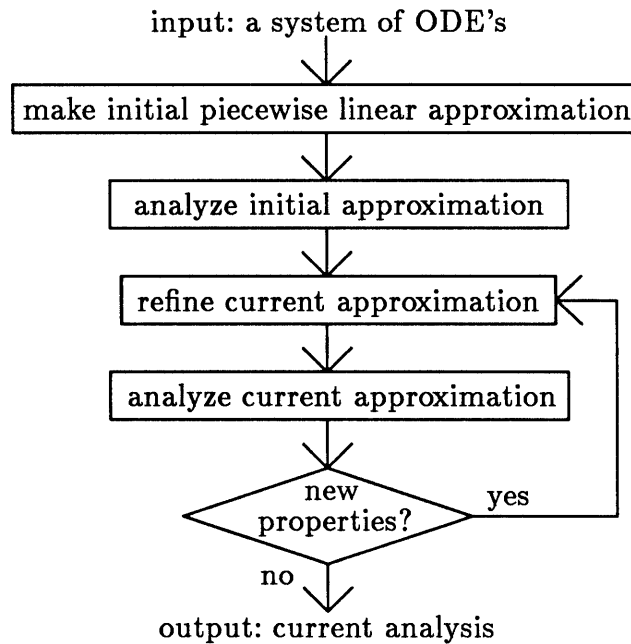 input: a system of ODE's
make initial piecewise linear approximation
analyze initial approximation
refine current approximation
analyze current approximation
new
properties?
yes
no
output: current analysis